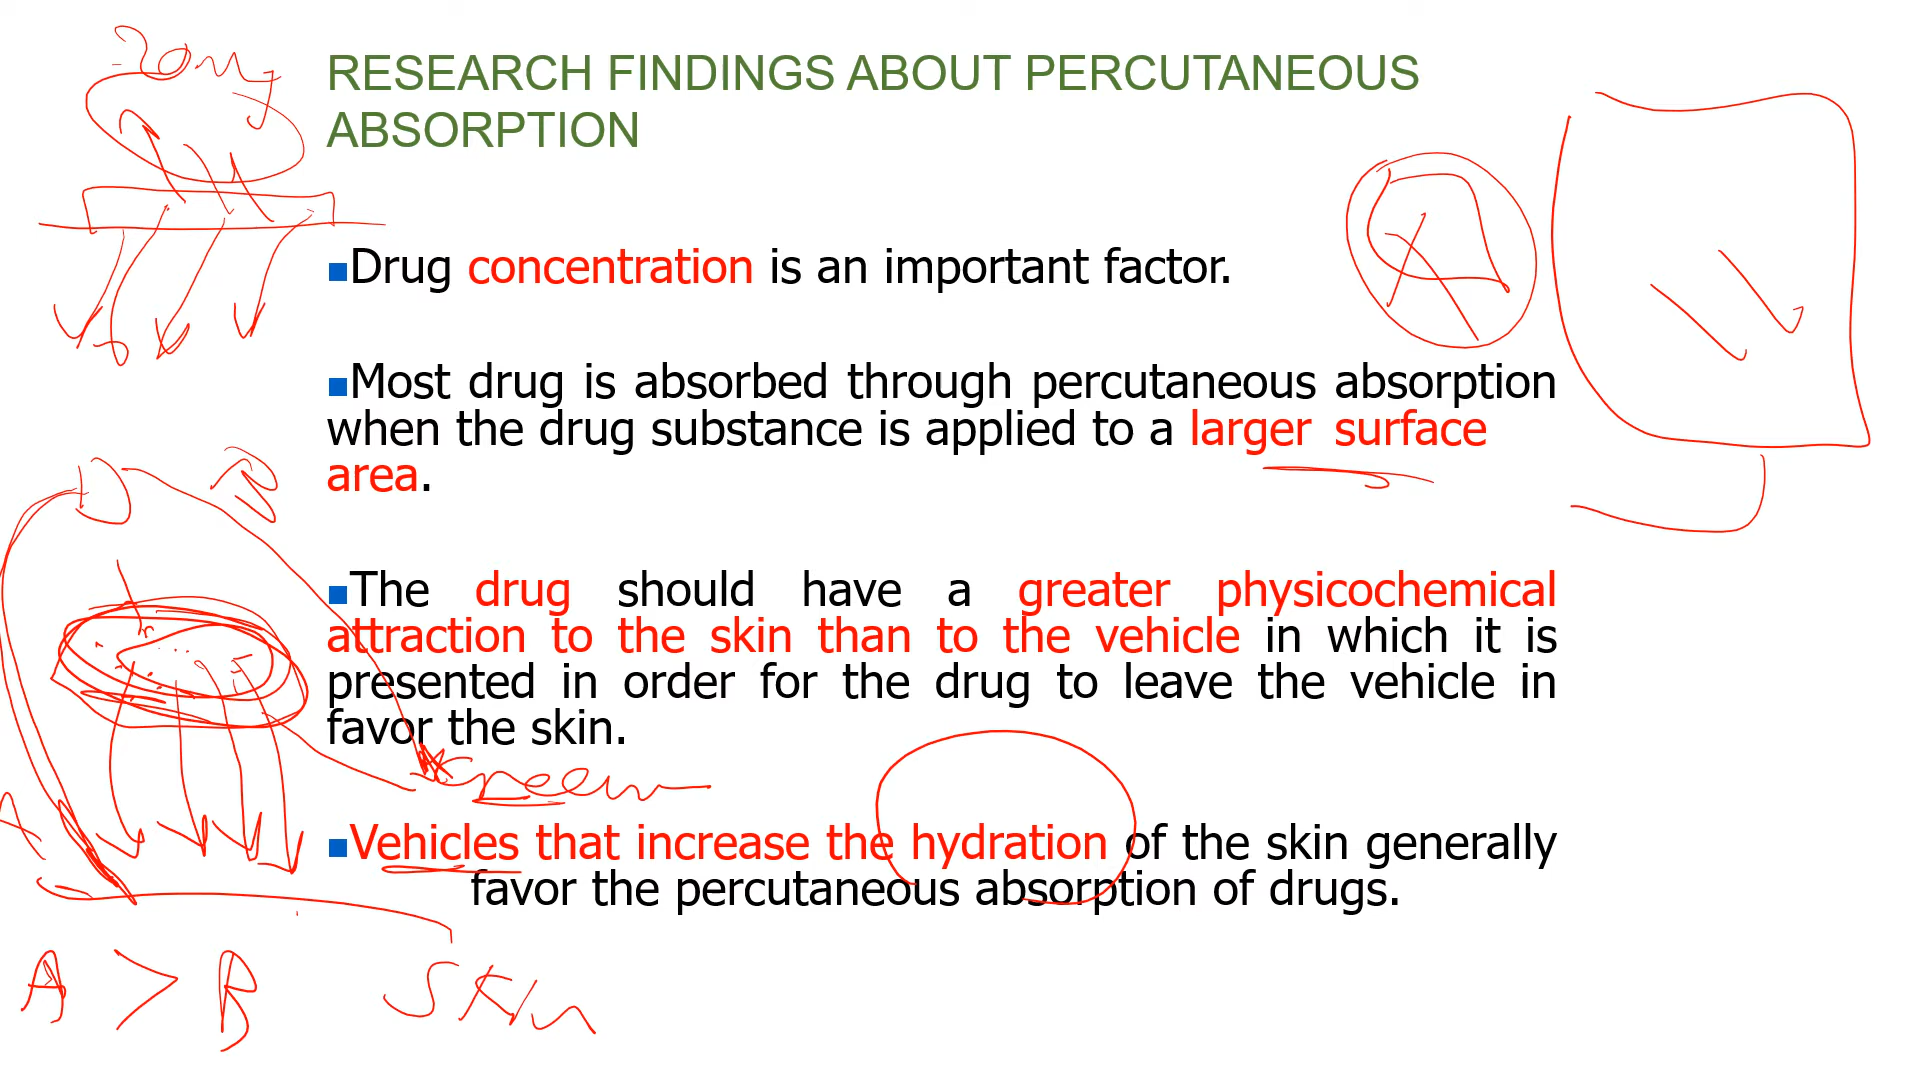 20mg
RESEARCH FINDINGS ABOUT PERCUTANEOUS
ABSORPTION
■Drug concentration is an important factor.
■Most drug is absorbed through percutaneous absorption
when the drug substance is applied to a larger surface
area.
D
B
■The drug should have a greater physicochemical
attraction to the skin than to the vehicle in which it is
presented in order for the drug to leave the vehicle in
favor the skin.
A
■Vehicles that increase the hydration of the skin generally
favor the percutaneous absorption of drugs.
A > B
Skin